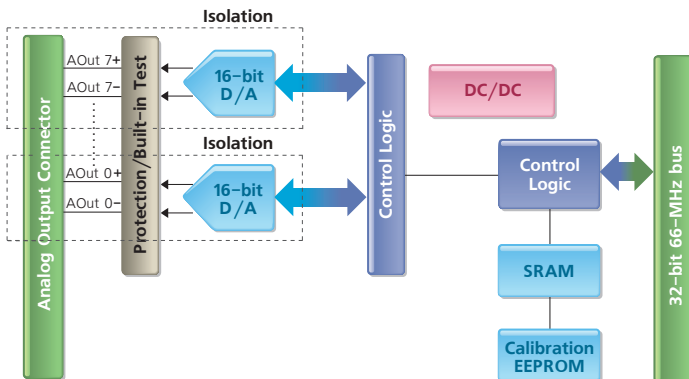 Isolation
AOut 7+
AOut 7-
16-bit
D/A
Isolation
AOut 0+
AOut 0-
16-bit
D/A
Analog Output Connector
Protection/Built-in Test
Control Logic
DC/DC
Control
Logic
SRAM
Calibration
EEPROM
32-bit 66-MHz bus